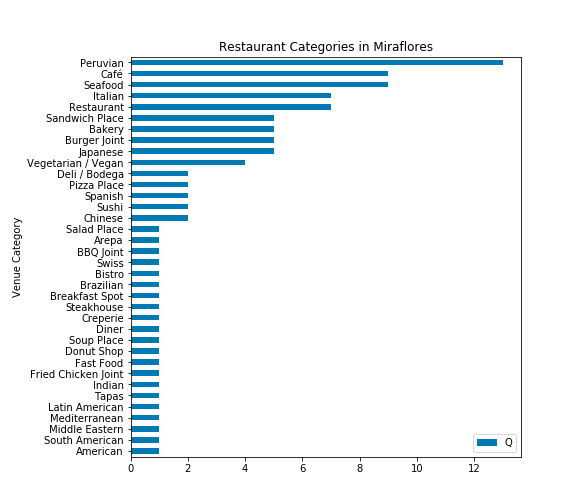 Restaurant Categories in Miraflores
Peruvian
Café
Seafood
Italian
Restaurant
Sandwich Place
Bakery
Burger Joint
Japanese
Vegetarian / Vegan
Deli / Bodega
Pizza Place
Spanish
Sushi
Chinese
Salad Place
Arepa
BBQ Joint
Swiss
Bistro
Brazilian
Breakfast Spot
Steakhouse
Creperie
Diner
Soup Place
Donut Shop
Fast Food
Fried Chicken Joint
Indian
Tapas
Latin American
Mediterranean
Middle Eastern
South American
American
Venue Category
0 2 4 6 8 10 12
Q